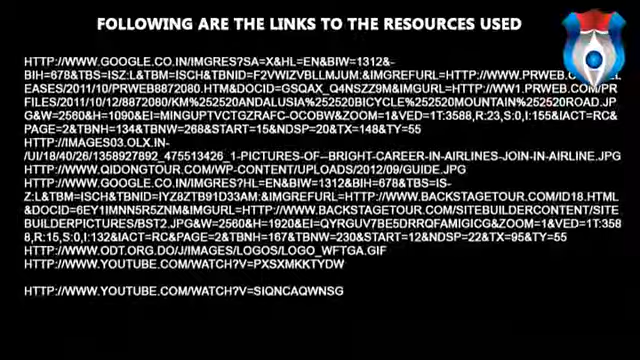 FOLLOWING ARE THE LINKS TO THE RESOURCES USED
HTTP://WWW.GOOGLE.CO.IN/IMGRES?SA=X&HL=EN&BIW=1312&-
BIH=678&TBS=ISZ:L&TBM=ISCH&TBNID=F2VWIZVBLLMJUM:&IMGREFURL=HTTP://WWW.PRWEB.COM/REL
EASES/2011/10/PRWEB8872080.HTM&DOCID=GSQAX_Q4NSZZ9M&IMGURL=HTTP://WW1.PRWEB.COM/PR
FILES/2011/10/12/8872080/KM%252520ANDALUSIA%252520BICYCLE%252520MOUNTAIN%252520ROAD.JP
G&W=2560&H=1090&EI=MINGUPTVCTGZRAFC-OCOBW&ZOOM=1&VED=1T:3588,R:23,S:0,I:155&IACT=RC&
PAGE=2&TBNH=134&TBNW=268&START=15&NDSP=20&TX=148&TY=55
HTTP://IMAGES03.OLX.IN-
/UI/18/40/26/1358927892_475513426_1-PICTURES-OF--BRIGHT-CAREER-IN-AIRLINES-JOIN-IN-AIRLINE.JPG
HTTP://WWW.QIDONGTOUR.COM/WP-CONTENT/UPLOADS/2012/09/GUIDE.JPG
HTTP://WWW.GOOGLE.CO.IN/IMGRES?HL=EN&BIW=1312&BIH=678&TBS=IS-
Z:L&TBM=ISCH&TBNID=IYZ8ZTB91D33AM:&IMGREFURL=HTTP://WWW.BACKSTAGETOUR.COM/ID18.HTML
&DOCID=6EY1IMNN5R5ZNM&IMGURL=HTTP://WWW.BACKSTAGETOUR.COM/SITEBUILDERCONTENT/SITE
BUILDERPICTURES/BST2.JPG&W=2560&H=1920&EI=QYRGUV7BE5DRRQFAMIGICG&ZOOM=1&VED=1T:358
8,R:15,S:0,I:132&IACT=RC&PAGE=2&TBNH=167&TBNW=230&START=12&NDSP=22&TX=95&TY=55
HTTP://WWW.ODT.ORG.DO/J/IMAGES/LOGOS/LOGO_WFTGA.GIF
HTTP://WWW.YOUTUBE.COM/WATCH?V=PXSXMKKTYDW
HTTP://WWW.YOUTUBE.COM/WATCH?V=SIQNCAQWNSG